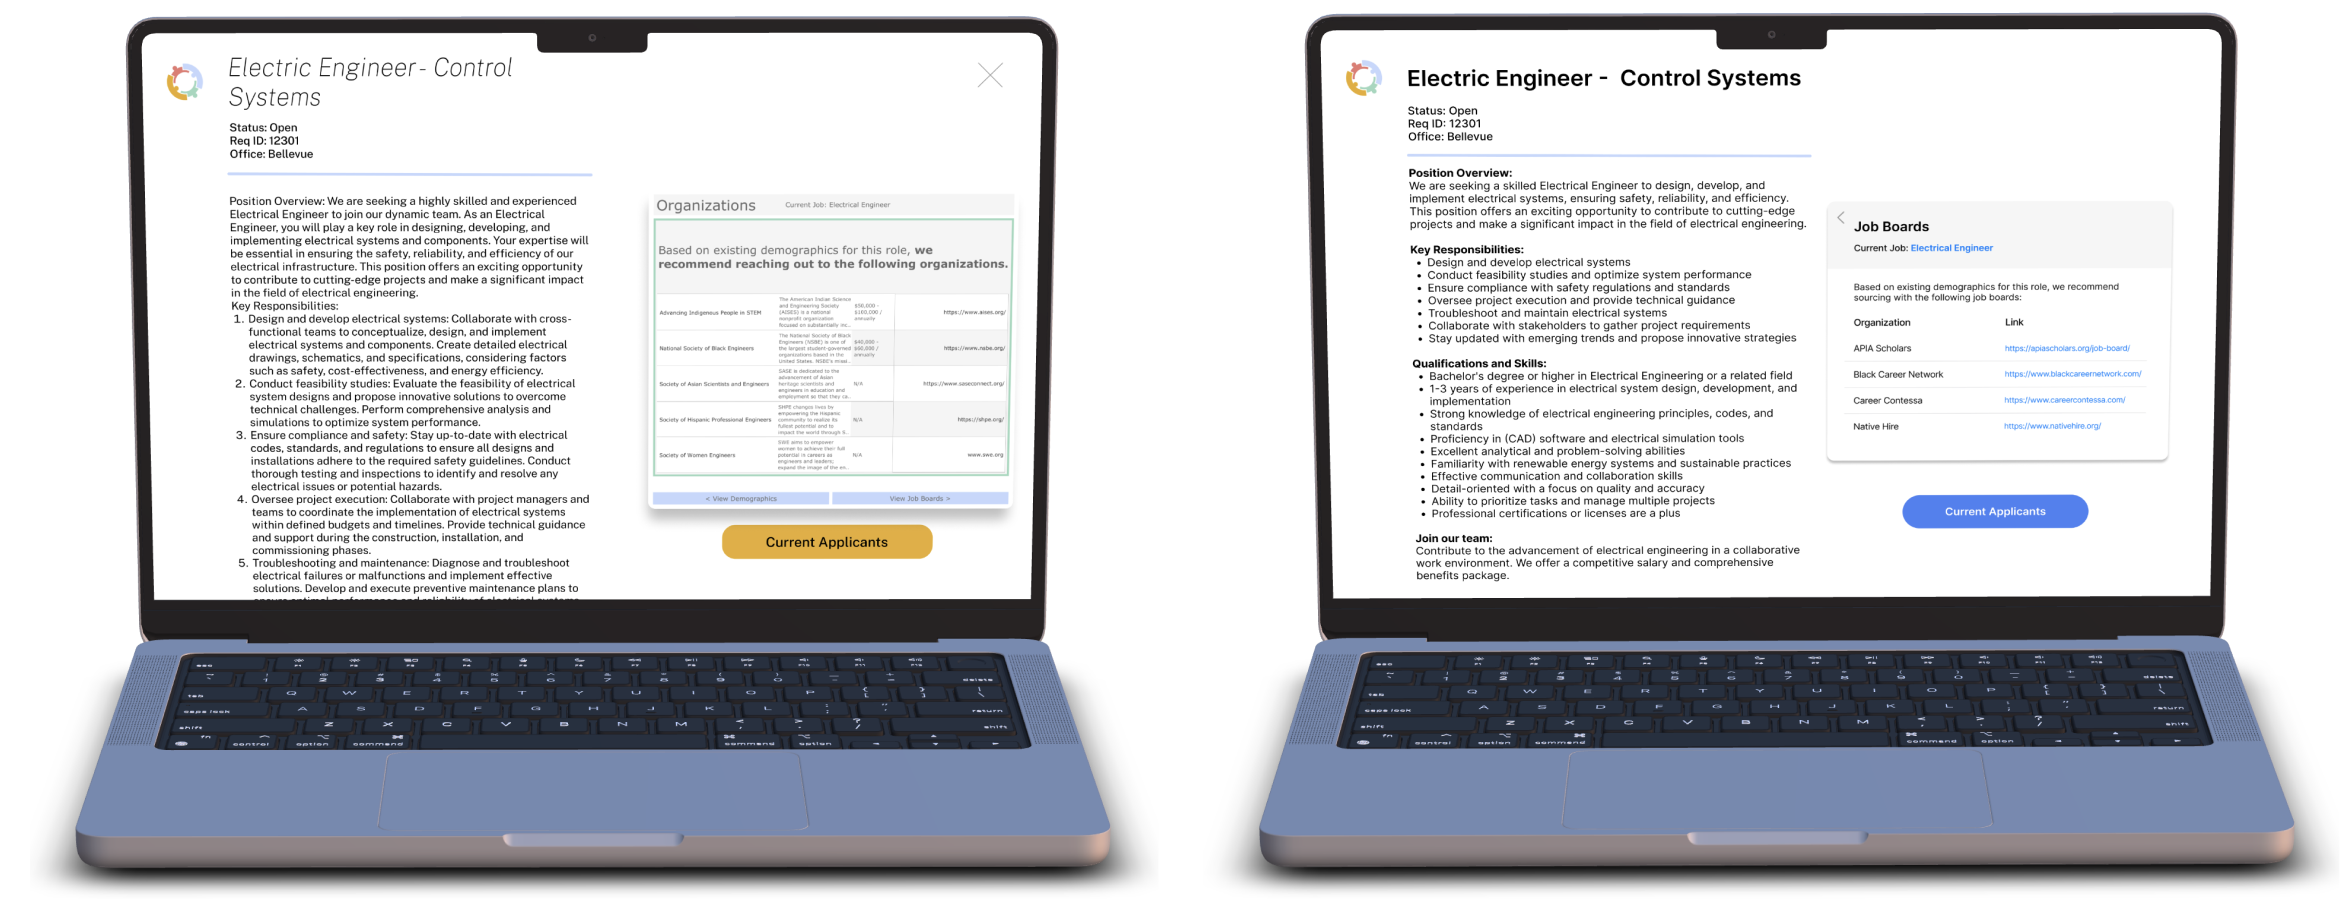 Electric Engineer - Control
Systems
Status: Open
Req ID: 12301
Office: Bellevue
Position Overview: We are seeking a highly skilled and experienced
Electrical Engineer to join our dynamic team. As an Electrical
Engineer, you will play a key role in designing, developing, and
implementing electrical systems and components. Your expertise will
be essential in ensuring the safety, reliability, and efficiency of our
electrical infrastructure. This position offers an exciting opportunity
to contribute to cutting-edge projects and make a significant impact
in the field of electrical engineering.
Key Responsibilities:
1. Design and develop electrical systems: Collaborate with cross-
functional teams to conceptualize, design, and implement
electrical systems and components. Create detailed electrical
drawings, schematics, and specifications, considering factors
such as safety, cost-effectiveness, and energy efficiency.
2. Conduct feasibility studies: Evaluate the feasibility of electrical
system designs and propose innovative solutions to overcome
technical challenges. Perform comprehensive analysis and
simulations to optimize system performance.
3. Ensure compliance and safety: Stay up-to-date with electrical
codes, standards, and regulations to ensure all designs and
installations adhere to the required safety guidelines. Conduct
thorough testing and inspections to identify and resolve any
electrical issues or potential hazards.
4. Oversee project execution: Collaborate with project managers and
teams to coordinate the implementation of electrical systems
within defined budgets and timelines. Provide technical guidance
and support during the construction, installation, and
commissioning phases.
5. Troubleshooting and maintenance: Diagnose and troubleshoot
electrical failures or malfunctions and implement effective
solutions. Develop and execute preventive maintenance plans to
Organizations
Current Job: Electrical Engineer
Based on existing demographics for this role, we
recommend reaching out to the following organizations.
Advancing Indigenous People in STEM
The American Italian Science
and Engineering Society
(AISES) is a national
nonprofit organization
focused on substantially inc...
$50,000 -
$100,000 /
annually
https://www.aises.org/
National Society of Black Engineers
The National Society of Black
Engineers (NSBE) is one of
the largest student-governed
organizations based in the
United States. NSBE's missi...
$40,000 -
$60,000 /
annually
https://www.nsbe.org/
Society of Asian Scientists and Engineers
SASE is dedicated to the
advancement of Asian
heritage scientists and
engineers in education and
employment so that they ca...
N/A
https://www.saseconnect.org/
Society of Hispanic Professional Engineers
SHPE changes lives by
empowering the Hispanic
community to realize its
fullest potential and to
impact the world through S...
N/A
https://shpe.org/
Society of Women Engineers
SWE aims to empower
women to achieve their full
potential in careers as
engineers and leaders,
expand the image of the en...
N/A
www.swe.org
< View Demographics
View Job Boards >
Current Applicants
Electric Engineer - Control Systems
Status: Open
Req ID: 12301
Office: Bellevue
Position Overview:
We are seeking a skilled Electrical Engineer to design, develop, and
implement electrical systems, ensuring safety, reliability, and efficiency.
This position offers an exciting opportunity to contribute to cutting-edge
projects and make a significant impact in the field of electrical engineering.
Key Responsibilities:
• Design and develop electrical systems
• Conduct feasibility studies and optimize system performance
• Ensure compliance with safety regulations and standards
• Oversee project execution and provide technical guidance
• Troubleshoot and maintain electrical systems
• Collaborate with stakeholders to gather project requirements
• Stay updated with emerging trends and propose innovative strategies
Qualifications and Skills:
• Bachelor's degree or higher in Electrical Engineering or a related field
• 1-3 years of experience in electrical system design, development, and
implementation
• Strong knowledge of electrical engineering principles, codes, and
standards
• Proficiency in (CAD) software and electrical simulation tools
• Excellent analytical and problem-solving abilities
• Familiarity with renewable energy systems and sustainable practices
• Effective communication and collaboration skills
• Detail-oriented with a focus on quality and accuracy
• Ability to prioritize tasks and manage multiple projects
• Professional certifications or licenses are a plus
Join our team:
Contribute to the advancement of electrical engineering in a collaborative
work environment. We offer a competitive salary and comprehensive
benefits package.
Job Boards
Current Job: Electrical Engineer
Based on existing demographics for this role, we recommend
sourcing with the following job boards:
Organization Link
APIA Scholars https://apiascholars.org/job-board/
Black Career Network https://www.blackcareernetwork.com/
Career Contessa https://www.careercontessa.com/
Native Hire https://www.nativehire.org/
Current Applicants